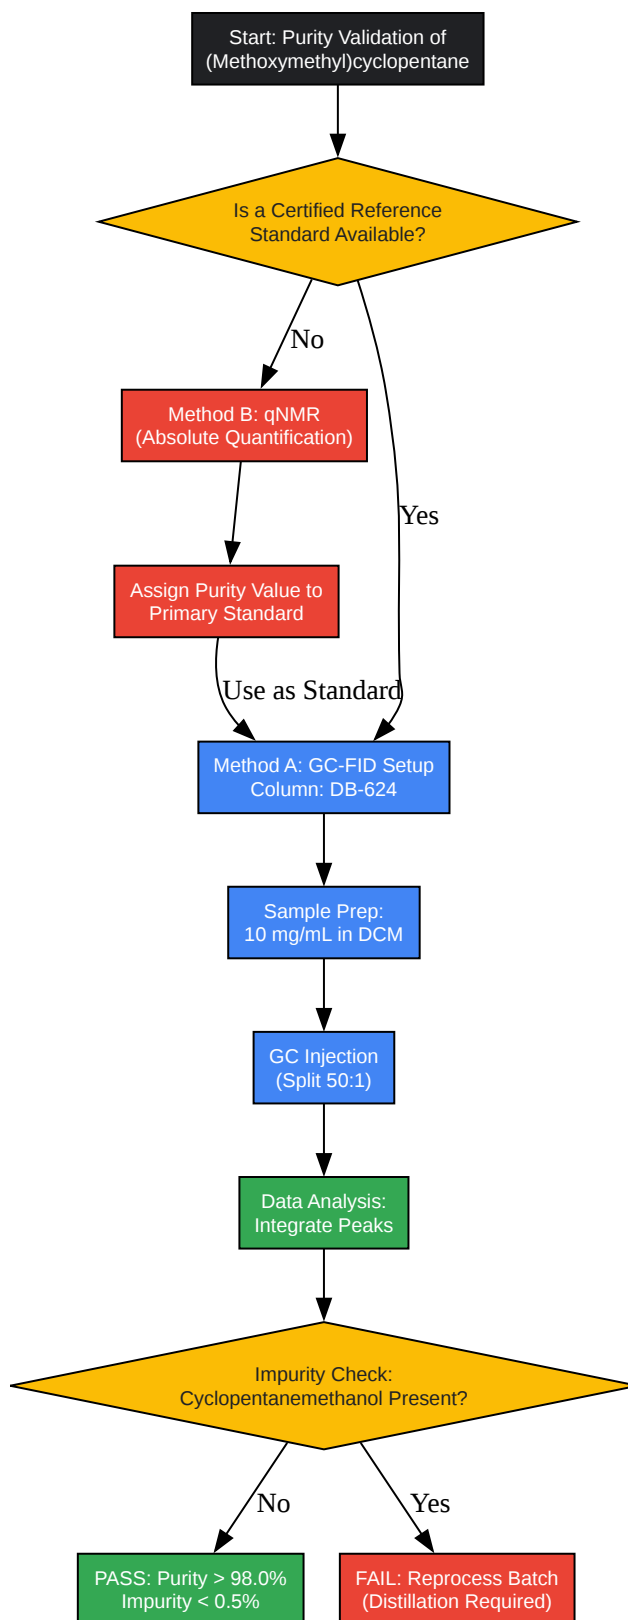 Start: Purity Validation of
(Methoxymethyl)cyclopentane
Is a Certified Reference
Standard Available?
No
Method B: qNMR
(Absolute Quantification)
Yes
Assign Purity Value to
Primary Standard
Use as Standard
Method A: GC-FID Setup
Column: DB-624
Sample Prep:
10 mg/mL in DCM
GC Injection
(Split 50:1)
Data Analysis:
Integrate Peaks
Impurity Check:
Cyclopentanemethanol Present?
No
Yes
PASS: Purity > 98.0%
Impurity < 0.5%
FAIL: Reprocess Batch
(Distillation Required)